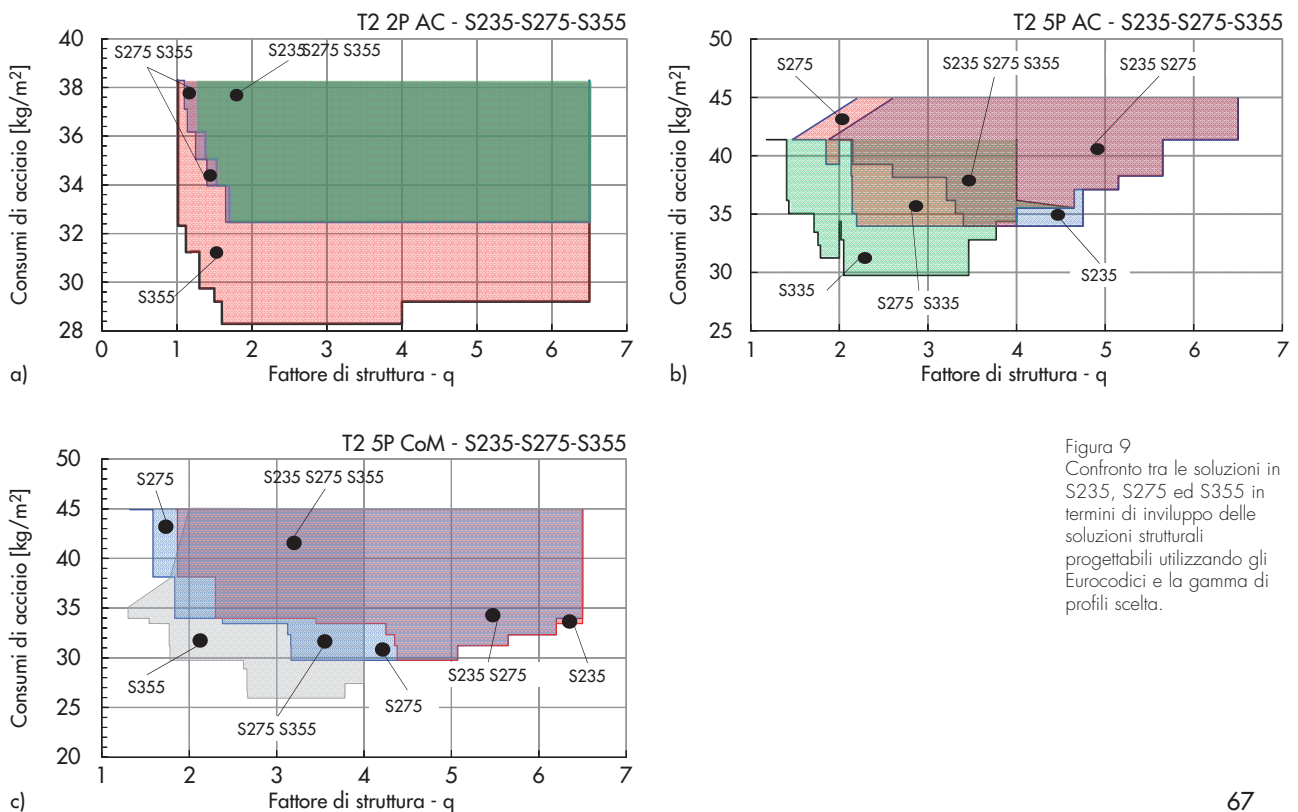 T2 2P AC - S235-S275-S355
Consumi di acciaio [kg/m²]
40
38
36
34
32
30
28
S275 S355
S235 S275 S355
S355
0
1
2
3
4
5
6
7
Fattore di struttura - q
a)
T2 5P AC - S235-S275-S355
Consumi di acciaio [kg/m²]
50
45
40
35
30
25
S275
S235 S275 S355
S235 S275
S335
S275 S335
S235
1
2
3
4
5
6
7
Fattore di struttura - q
b)
T2 5P CoM - S235-S275-S355
Consumi di acciaio [kg/m²]
50
45
40
35
30
25
20
S275
S235 S275 S355
S355
S275 S355
S275
S235 S275
S235
1
2
3
4
5
6
7
Fattore di struttura - q
c)
Figura 9
Confronto tra le soluzioni in
S235, S275 ed S355 in
termini di inviluppo delle
soluzioni strutturali
progettabili utilizzando gli
Eurocodici e la gamma di
profili scelta.
67